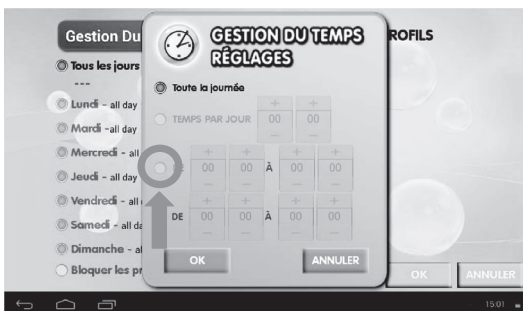 Gestion Du
ROFILS
GESTION DU TEMPS
RÉGLAGES
Tous les jours
---
Lundi - all day
Mardi -all day
Mercredi - all
Jeudi - all day
Vendredi - all
Samedi - all da
Dimanche - al
Bloquer les pr
Toute la journée
TEMPS PAR JOUR
+ +
00 00
- -
+ + + +
00 00 À 00 00
- - - -
+ + + +
DE 00 00 À 00 00
- - - -
OK ANNULER
OK ANNULER
15:01